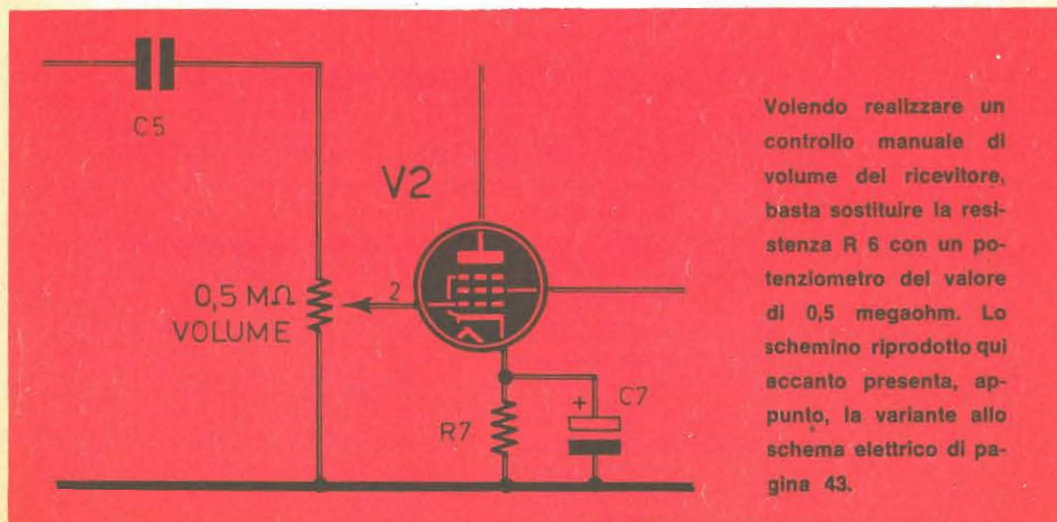 C5
V2
0,5 MΩ
VOLUME
2
R7
+
C7
Volendo realizzare un
controllo manuale di
volume del ricevitore,
basta sostituire la resi-
stenza R 6 con un po-
tenziometro del valore
di 0,5 megaohm. Lo
schemino riprodotto qui
accanto presenta, ap-
punto, la variante allo
schema elettrico di pa-
gina 43.